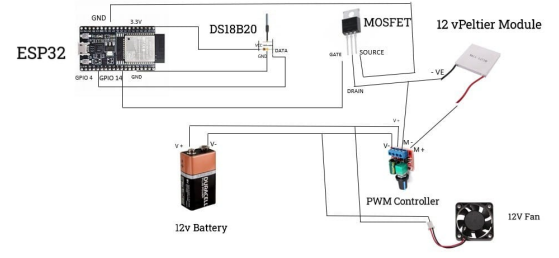 GND
3.3V
DS18B20
MOSFET
12 vPeltier Module
ESP32
VCC
DATA
GND
GATE
SOURCE
- VE
GPIO 4
GPIO 14
GND
DRAIN
V -
V +
V-
V-
M -
M +
DURACELL
PWM Controller
12v Battery
12V Fan